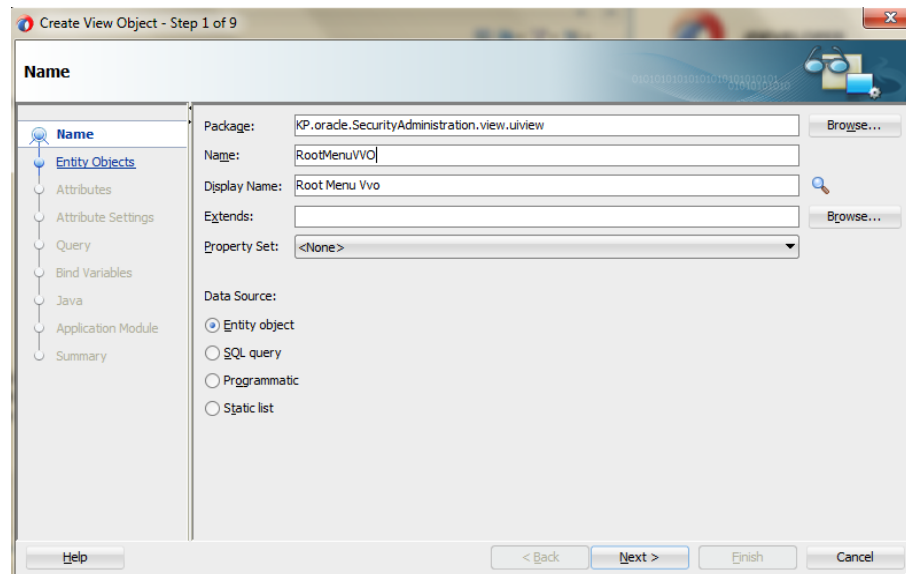 Create View Object - Step 1 of 9
Name
Name
Entity Objects
Attributes
Attribute Settings
Query
Bind Variables
Java
Application Module
Summary
Package: KP.oracle.SecurityAdministration.view.uiview Browse...
Name: RootMenuVVO
Display Name: Root Menu Vvo
Extends: Browse...
Property Set: <None>
Data Source:
Entity object
SQL query
Programmatic
Static list
Help < Back Next > Finish Cancel